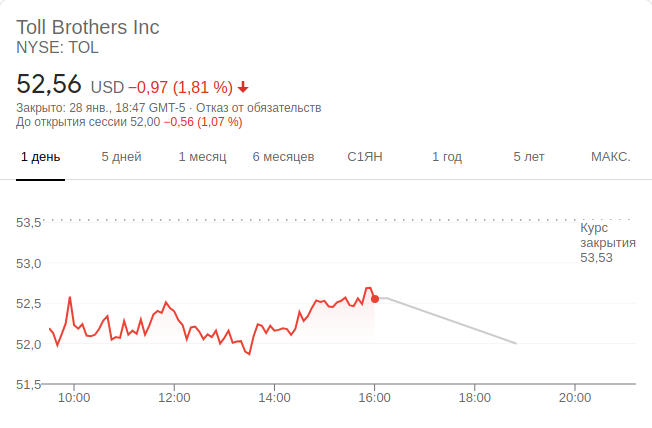 Toll Brothers Inc
NYSE: TOL
52,56 USD −0,97 (1,81 %)
Закрыто: 28 янв., 18:47 GMT-5 · Отказ от обязательств
До открытия сессии 52,00 −0,56 (1,07 %)
1 день 5 дней 1 месяц 6 месяцев С1ЯН 1 год 5 лет МАКС.
53,5
Курс
закрытия
53,53
53,0
52,5
52,0
51,5
10:00 12:00 14:00 16:00 18:00 20:00